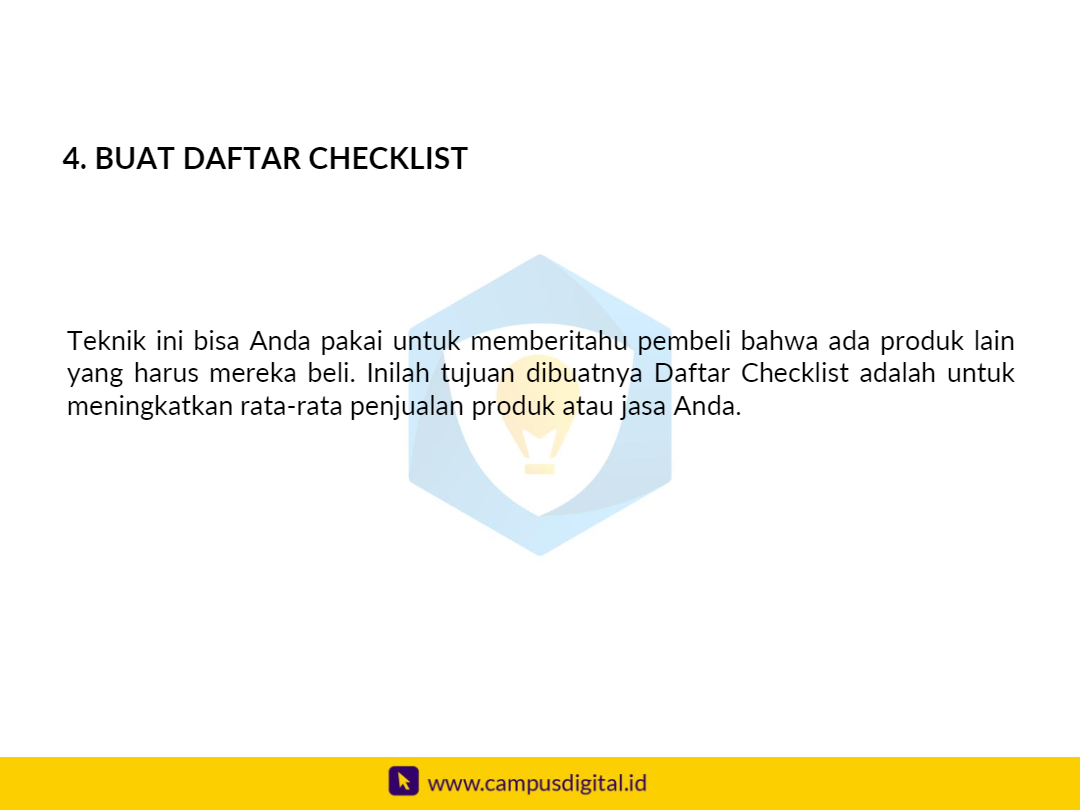 4. BUAT DAFTAR CHECKLIST
Teknik ini bisa Anda pakai untuk memberitahu pembeli bahwa ada produk lain
yang harus mereka beli. Inilah tujuan dibuatnya Daftar Checklist adalah untuk
meningkatkan rata-rata penjualan produk atau jasa Anda.
www.campusdigital.id